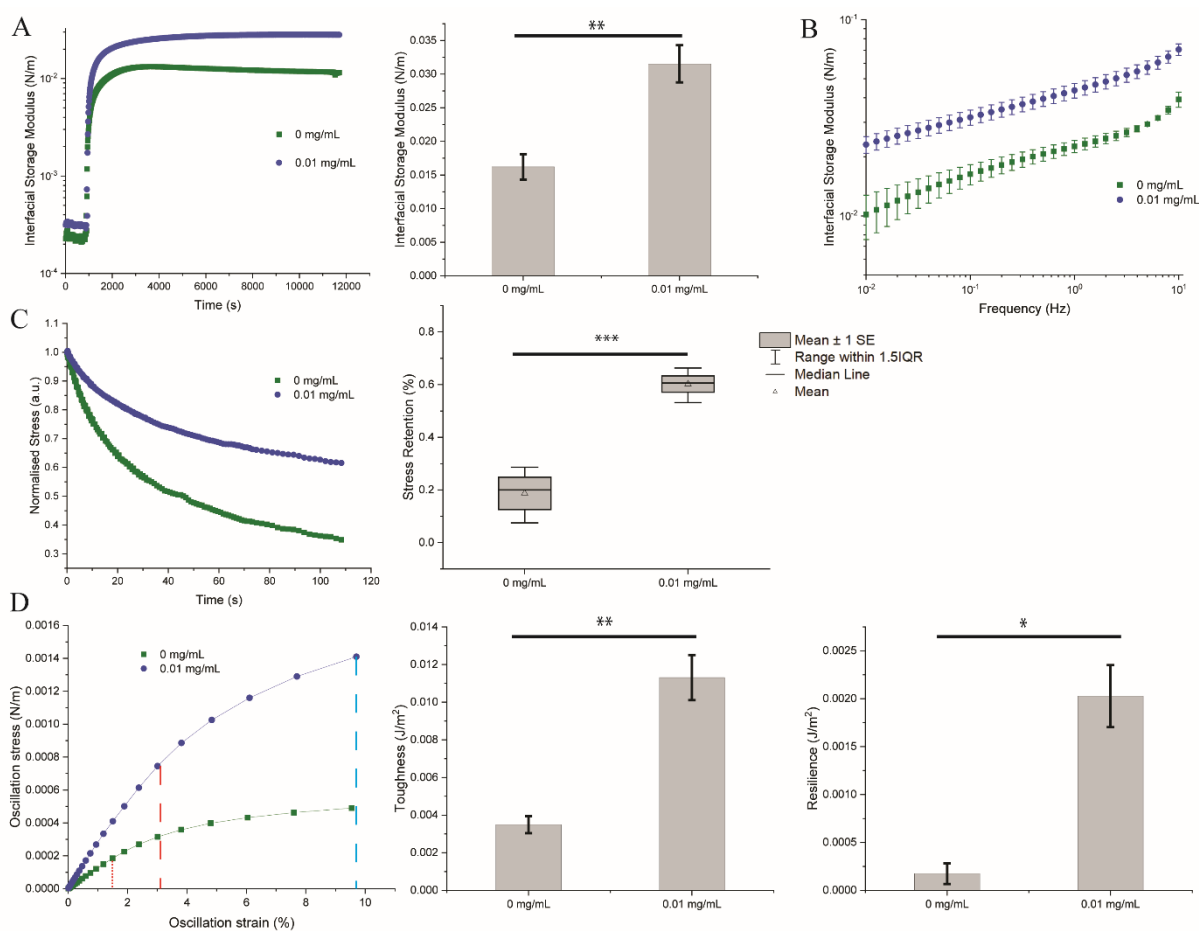 A
Interfacial Storage Modulus (N/m)
10⁻²
10⁻³
10⁻⁴
0 mg/mL
0.01 mg/mL
0 2000 4000 6000 8000 10000 12000
Time (s)
Interfacial Storage Modulus (N/m)
0.035
0.030
0.025
0.020
0.015
0.010
0.005
0.000
**
0 mg/mL 0.01 mg/mL
B
Interfacial Storage Modulus (N/m)
10⁻¹
10⁻²
0 mg/mL
0.01 mg/mL
10⁻² 10⁻¹ 10⁰ 10¹
Frequency (Hz)
C
Normalised Stress (a.u.)
1.1
1.0
0.9
0.8
0.7
0.6
0.5
0.4
0.3
0 mg/mL
0.01 mg/mL
0 20 40 60 80 100 120
Time (s)
Stress Retention (%)
0.8
0.6
0.4
0.2
0.0
***
0 mg/mL 0.01 mg/mL
Mean ± 1 SE
Range within 1.5IQR
Median Line
Mean
D
Oscillation stress (N/m)
0.0016
0.0014
0.0012
0.0010
0.0008
0.0006
0.0004
0.0002
0.0000
0 mg/mL
0.01 mg/mL
0 2 4 6 8 10
Oscillation strain (%)
Toughness (J/m²)
0.014
0.012
0.010
0.008
0.006
0.004
0.002
0.000
**
0 mg/mL 0.01 mg/mL
Resilience (J/m²)
0.0025
0.0020
0.0015
0.0010
0.0005
0.0000
*
0 mg/mL 0.01 mg/mL